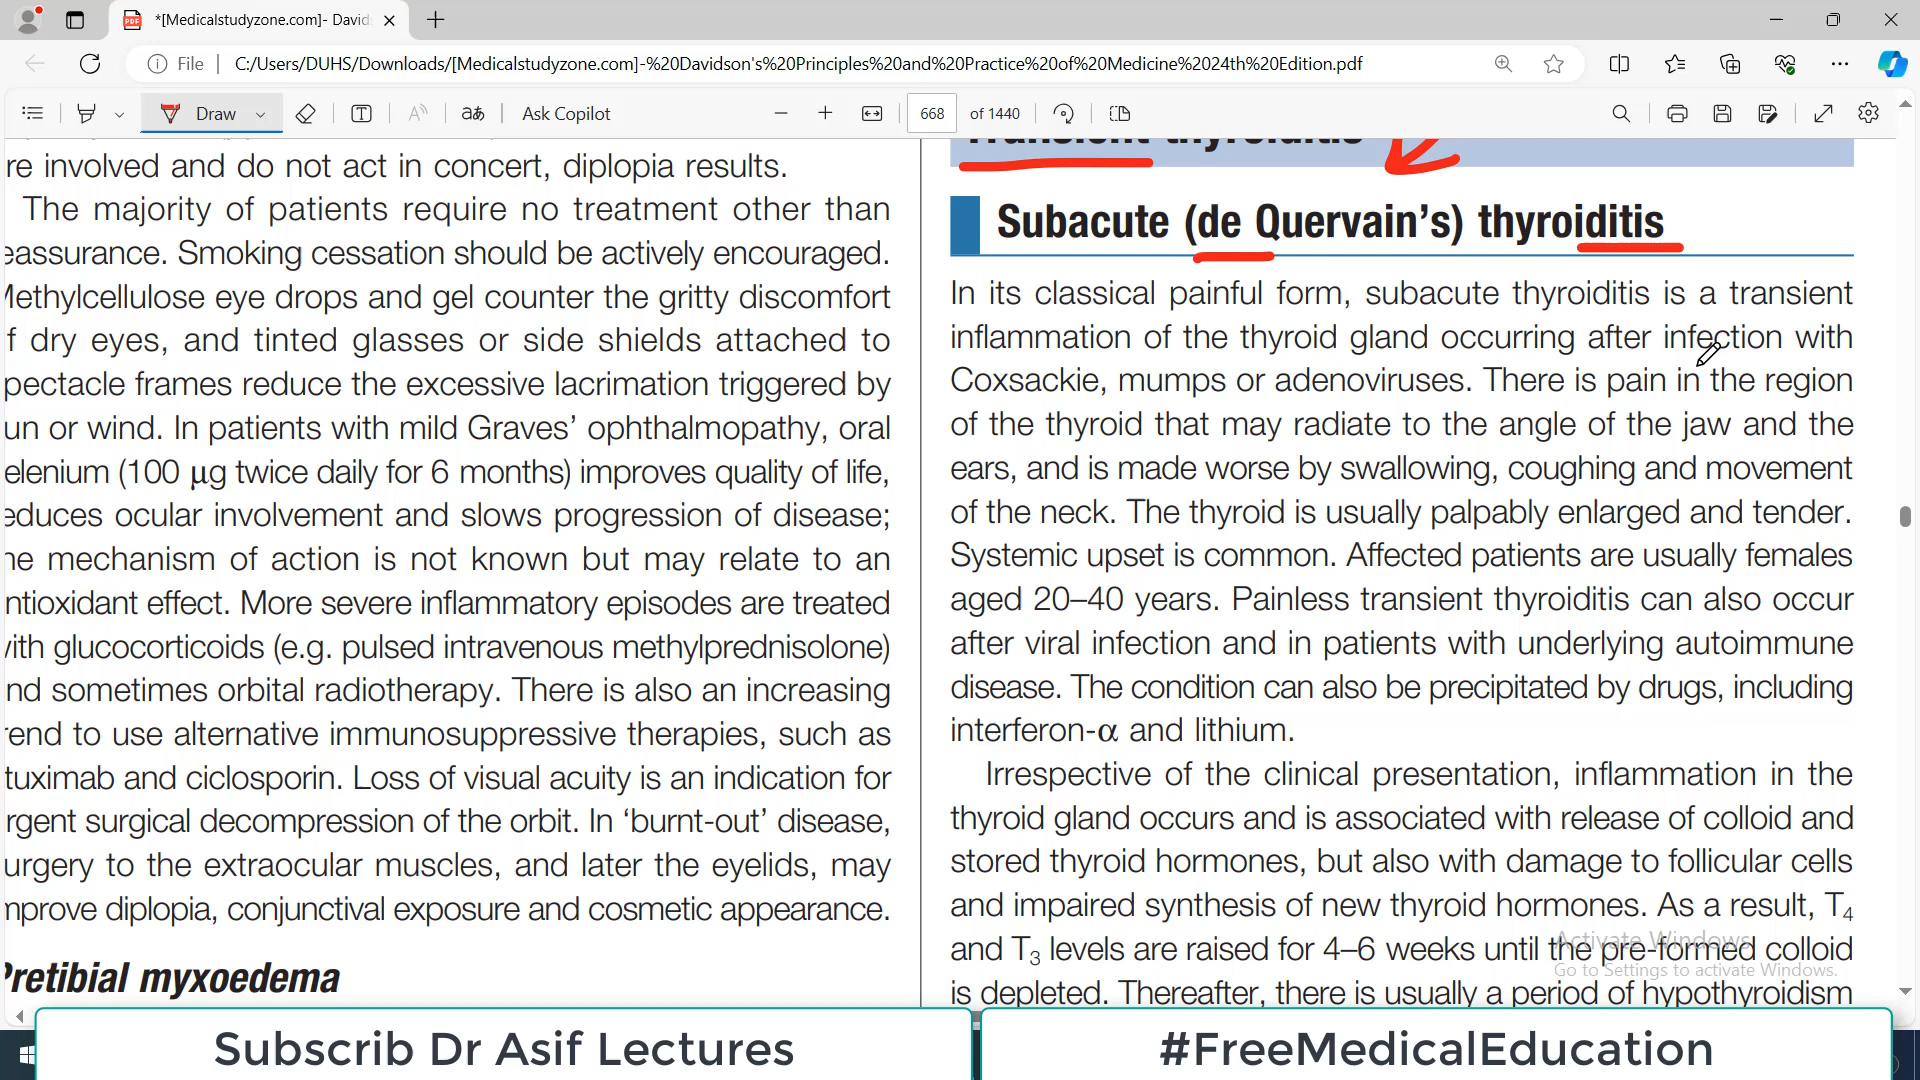 *[Medicalstudyzone.com]- David
File
C:/Users/DUHS/Downloads/[Medicalstudyzone.com]-%20Davidson's%20Principles%20and%20Practice%20of%20Medicine%2024th%20Edition.pdf
Draw
Ask Copilot
668 of 1440
re involved and do not act in concert, diplopia results.
The majority of patients require no treatment other than
eassurance. Smoking cessation should be actively encouraged.
Methylcellulose eye drops and gel counter the gritty discomfort
f dry eyes, and tinted glasses or side shields attached to
pectacle frames reduce the excessive lacrimation triggered by
un or wind. In patients with mild Graves’ ophthalmopathy, oral
elenium (100 µg twice daily for 6 months) improves quality of life,
educes ocular involvement and slows progression of disease;
he mechanism of action is not known but may relate to an
ntioxidant effect. More severe inflammatory episodes are treated
with glucocorticoids (e.g. pulsed intravenous methylprednisolone)
nd sometimes orbital radiotherapy. There is also an increasing
rend to use alternative immunosuppressive therapies, such as
tuximab and ciclosporin. Loss of visual acuity is an indication for
rgent surgical decompression of the orbit. In ‘burnt-out’ disease,
urgery to the extraocular muscles, and later the eyelids, may
mprove diplopia, conjunctival exposure and cosmetic appearance.
Pretibial myxoedema
Transient thyroiditis
Subacute (de Quervain’s) thyroiditis
In its classical painful form, subacute thyroiditis is a transient
inflammation of the thyroid gland occurring after infection with
Coxsackie, mumps or adenoviruses. There is pain in the region
of the thyroid that may radiate to the angle of the jaw and the
ears, and is made worse by swallowing, coughing and movement
of the neck. The thyroid is usually palpably enlarged and tender.
Systemic upset is common. Affected patients are usually females
aged 20–40 years. Painless transient thyroiditis can also occur
after viral infection and in patients with underlying autoimmune
disease. The condition can also be precipitated by drugs, including
interferon-α and lithium.
Irrespective of the clinical presentation, inflammation in the
thyroid gland occurs and is associated with release of colloid and
stored thyroid hormones, but also with damage to follicular cells
and impaired synthesis of new thyroid hormones. As a result, T4
and T3 levels are raised for 4–6 weeks until the pre-formed colloid
is depleted. Thereafter, there is usually a period of hypothyroidism
Activate Windows
Go to Settings to activate Windows.
Subscrib Dr Asif Lectures
#FreeMedicalEducation